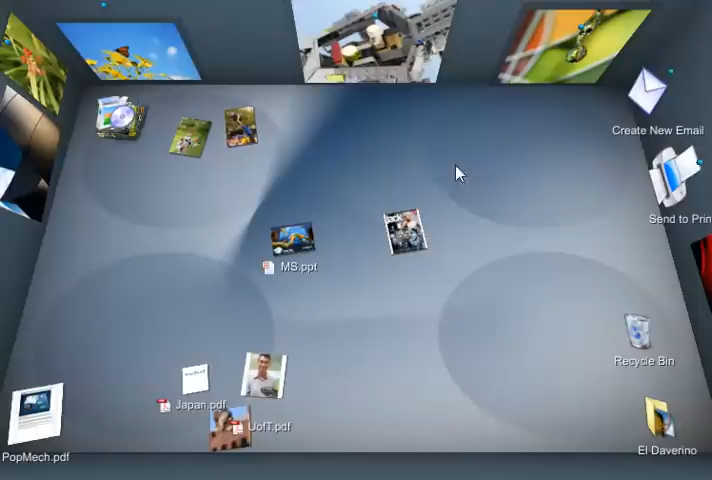 Create New Email
Send to Prin
MS.ppt
Recycle Bin
Japan.pdf
UofT.pdf
El Daverino
PopMech.pdf